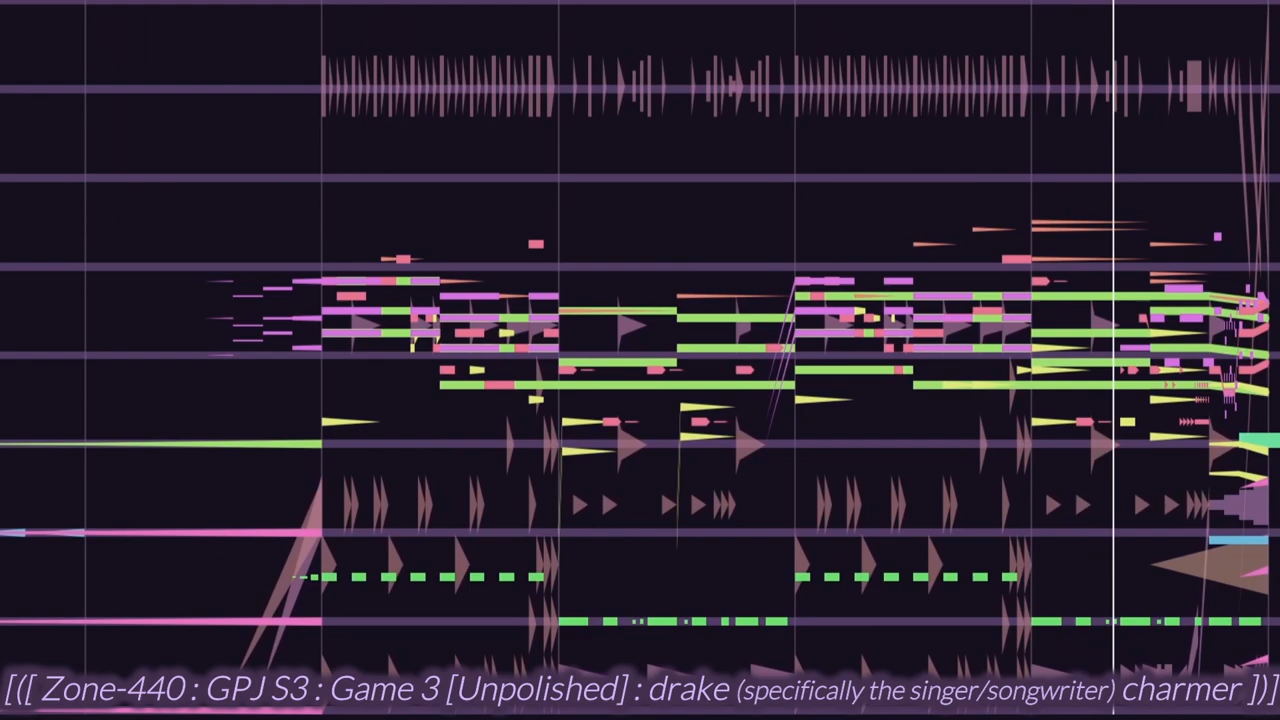 [([ Zone-440 : GPJ S3 : Game 3 [Unpolished] : drake (specifically the singer/songwriter) charmer ])]